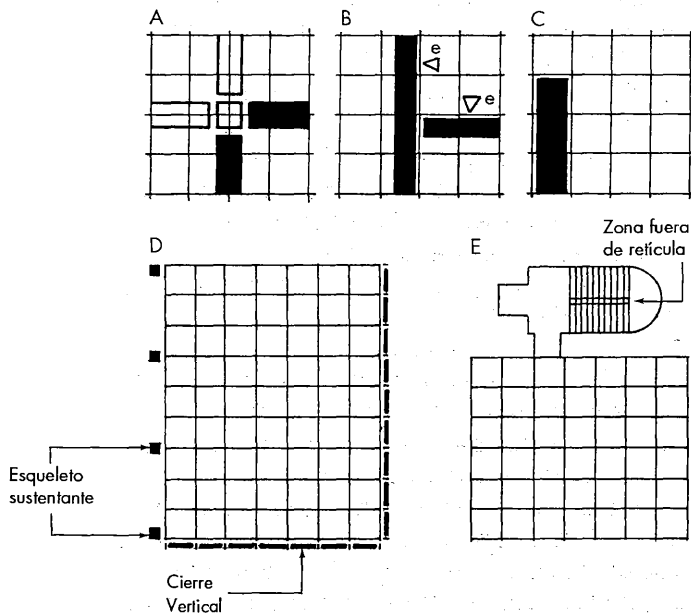 A
B
C
e
e
D
E
Zona fuera
de retícula
Esqueleto
sustentante
Cierre
Vertical